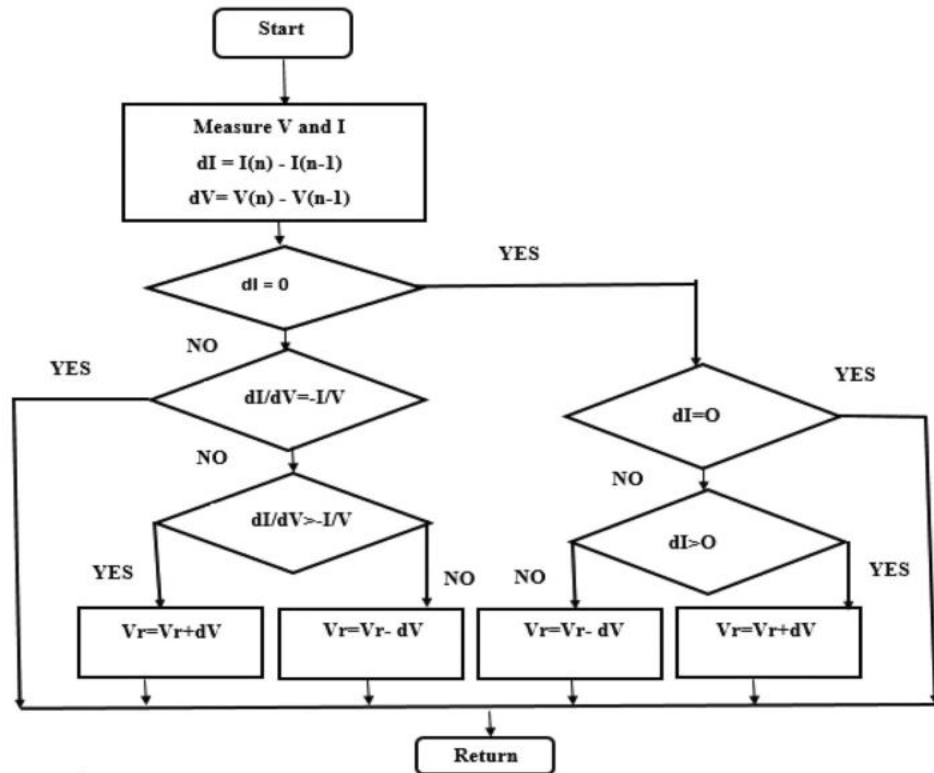 Start
Measure V and I
dI = I(n) - I(n-1)
dV= V(n) - V(n-1)
YES
dI = 0
NO
YES
dI/dV=-I/V
YES
dI=O
NO
NO
dI/dV>-I/V
dI>O
YES
NO
NO
YES
Vr=Vr+dV
Vr=Vr- dV
Vr=Vr- dV
Vr=Vr+dV
Return